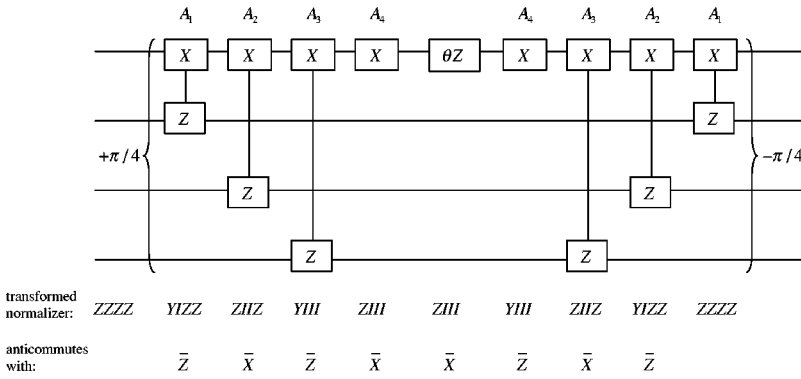 A₁ A₂ A₃ A₄ A₄ A₃ A₂ A₁
X X X X θZ X X X X
Z Z
+π/4 −π/4
Z Z
Z Z
transformed
normalizer: ZZZZ YIZZ ZIIZ YIII ZIII ZIII YIII ZIIZ YIZZ ZZZZ
anticommutes
with: Z̄ X̄ Z̄ X̄ X̄ Z̄ X̄ Z̄